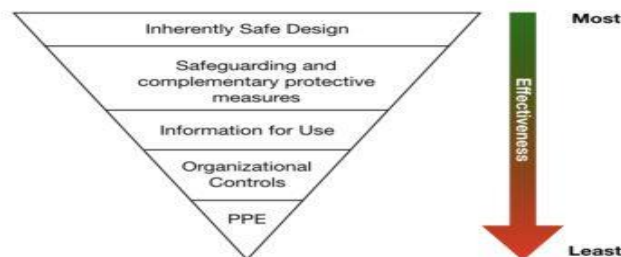 Inherently Safe Design
Most
Safeguarding and
complementary protective
measures
Information for Use
Organizational
Controls
PPE
Effectiveness
Least